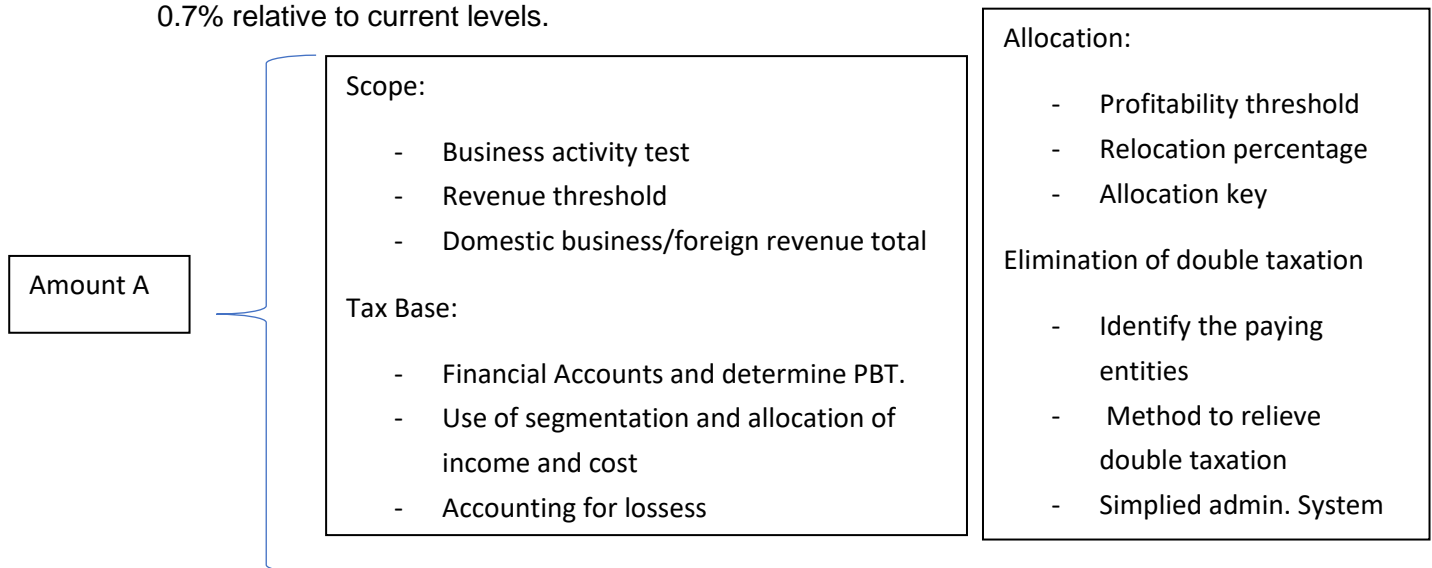 0.7% relative to current levels.
Amount A
Scope:
- Business activity test
- Revenue threshold
- Domestic business/foreign revenue total
Tax Base:
- Financial Accounts and determine PBT.
- Use of segmentation and allocation of
income and cost
- Accounting for lossess
Allocation:
- Profitability threshold
- Relocation percentage
- Allocation key
Elimination of double taxation
- Identify the paying
entities
- Method to relieve
double taxation
- Simplied admin. System